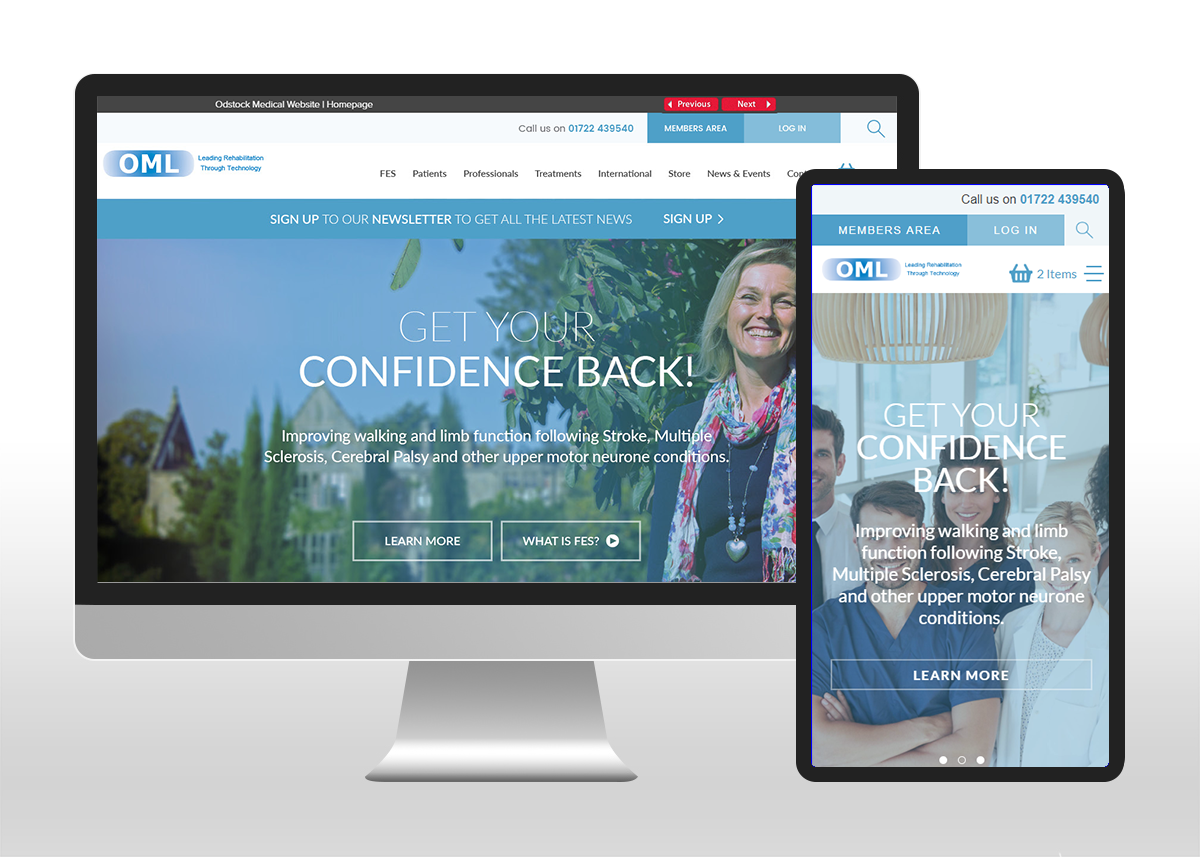 Odstock Medical Website | Homepage
Previous
Next
Call us on 01722 439540
MEMBERS AREA
LOG IN
OML
Leading Rehabilitation
Through Technology
FES
Patients
Professionals
Treatments
International
Store
News & Events
SIGN UP TO OUR NEWSLETTER TO GET ALL THE LATEST NEWS
SIGN UP
GET YOUR
CONFIDENCE BACK!
Improving walking and limb function following Stroke, Multiple
Sclerosis, Cerebral Palsy and other upper motor neurone conditions.
LEARN MORE
WHAT IS FES?
Call us on 01722 439540
MEMBERS AREA
LOG IN
OML
Leading Rehabilitation
Through Technology
2 Items
GET YOUR
CONFIDENCE
BACK!
Improving walking and limb
function following Stroke,
Multiple Sclerosis, Cerebral Palsy
and other upper motor neurone
conditions.
LEARN MORE